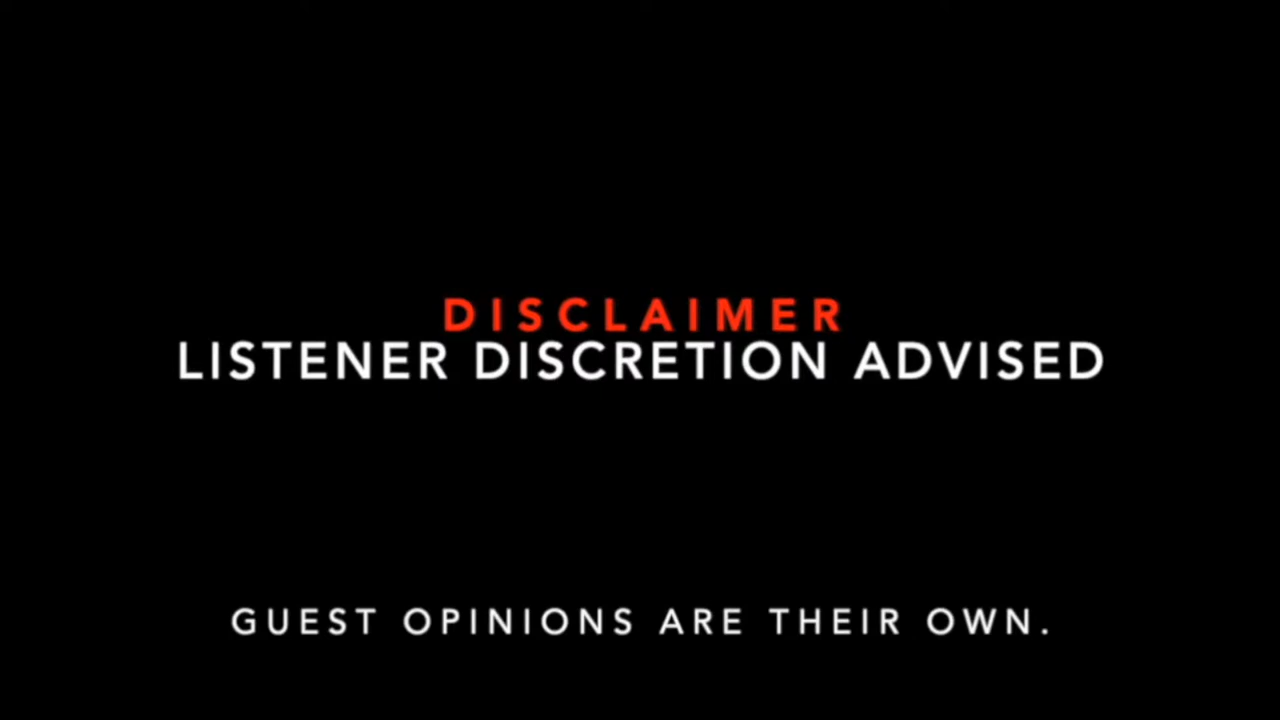 DISCLAIMER
LISTENER DISCRETION ADVISED
GUEST OPINIONS ARE THEIR OWN.